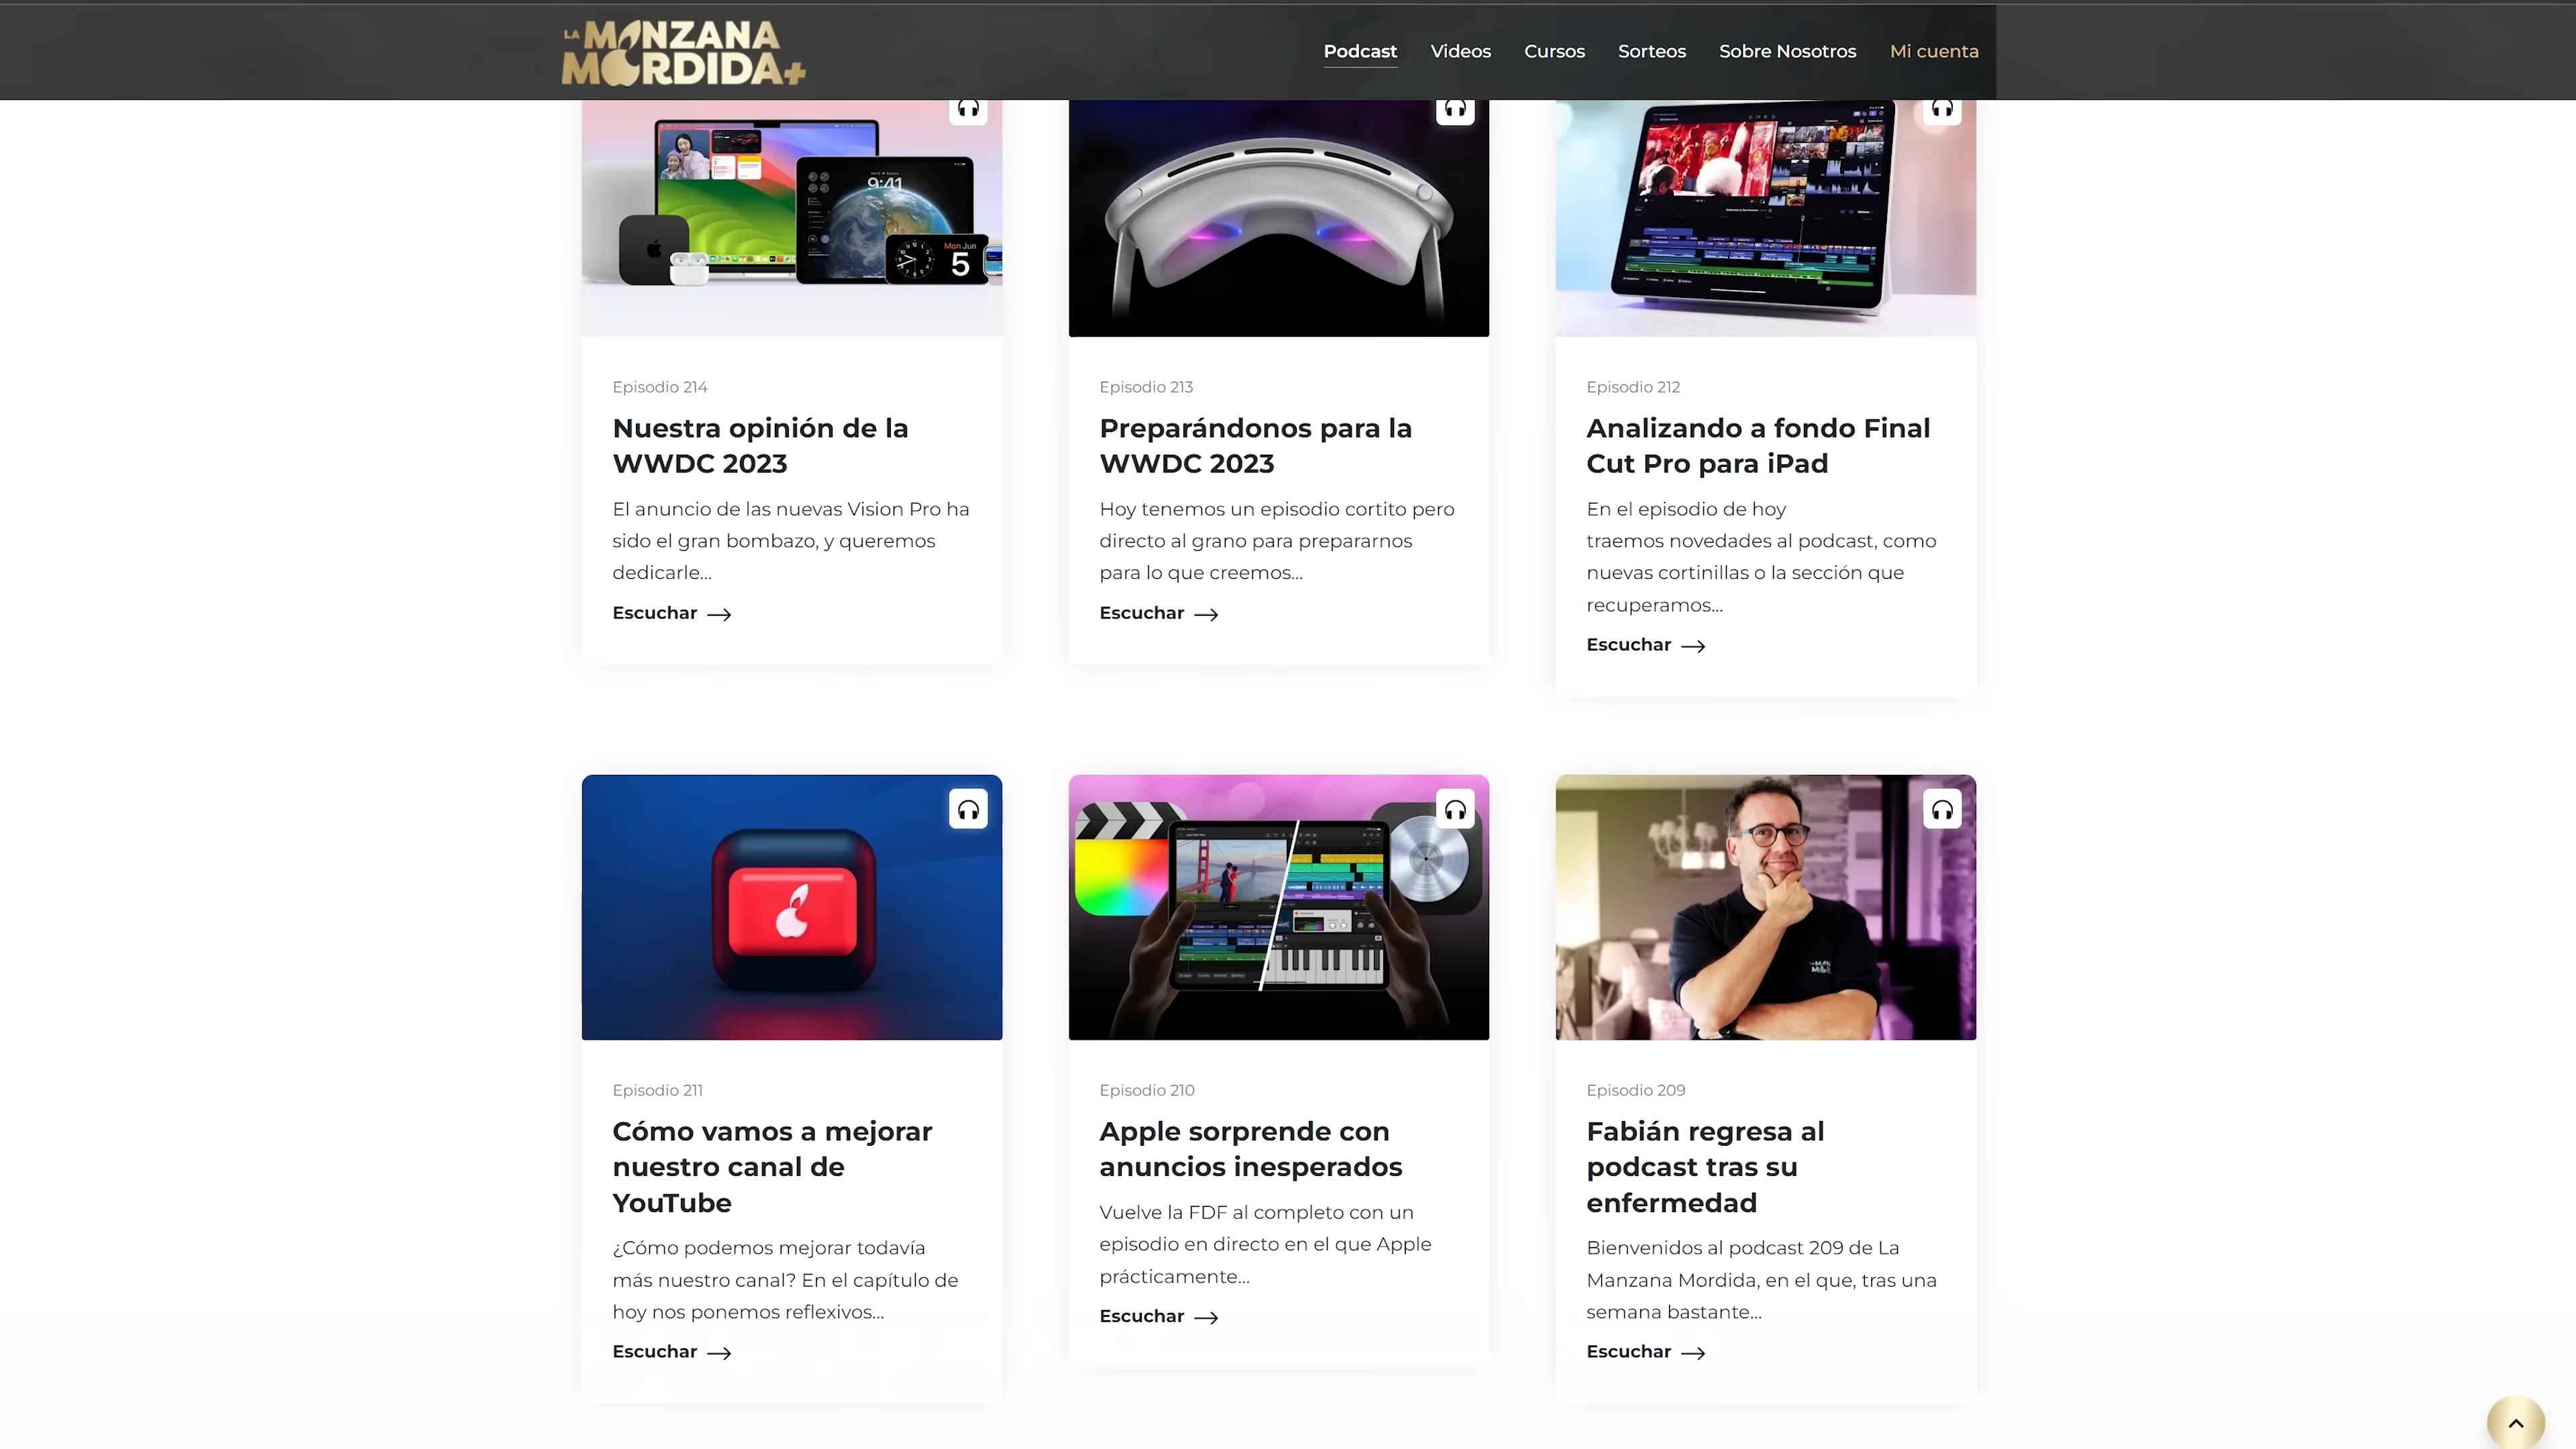 LA MANZANA
MORDIDA+
Podcast Videos Cursos Sorteos Sobre Nosotros Mi cuenta
9:41
Mon Jun
5
Episodio 214
Nuestra opinión de la
WWDC 2023
El anuncio de las nuevas Vision Pro ha
sido el gran bombazo, y queremos
dedicarle...
Escuchar
Episodio 213
Preparándonos para la
WWDC 2023
Hoy tenemos un episodio cortito pero
directo al grano para prepararnos
para lo que creemos...
Escuchar
Episodio 212
Analizando a fondo Final
Cut Pro para iPad
En el episodio de hoy
traemos novedades al podcast, como
nuevas cortinillas o la sección que
recuperamos...
Escuchar
Episodio 211
Cómo vamos a mejorar
nuestro canal de
YouTube
¿Cómo podemos mejorar todavía
más nuestro canal? En el capítulo de
hoy nos ponemos reflexivos...
Escuchar
Episodio 210
Apple sorprende con
anuncios inesperados
Vuelve la FDF al completo con un
episodio en directo en el que Apple
prácticamente...
Escuchar
Episodio 209
Fabián regresa al
podcast tras su
enfermedad
Bienvenidos al podcast 209 de La
Manzana Mordida, en el que, tras una
semana bastante...
Escuchar